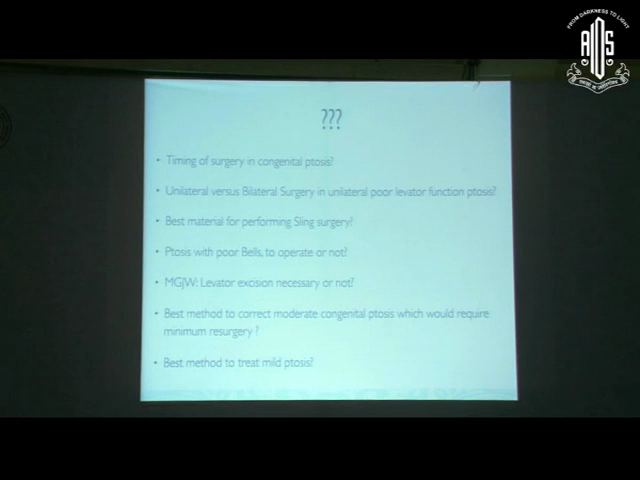 FROM DARKNESS TO LIGHT
AIOS
???
• Timing of surgery in congenital ptosis?
• Unilateral versus Bilateral Surgery in unilateral poor levator function ptosis?
• Best material for performing Sling surgery?
• Ptosis with poor Bells, to operate or not?
• MGJW: Levator excision necessary or not?
• Best method to correct moderate congenital ptosis which would require
minimum resurgery ?
• Best method to treat mild ptosis?